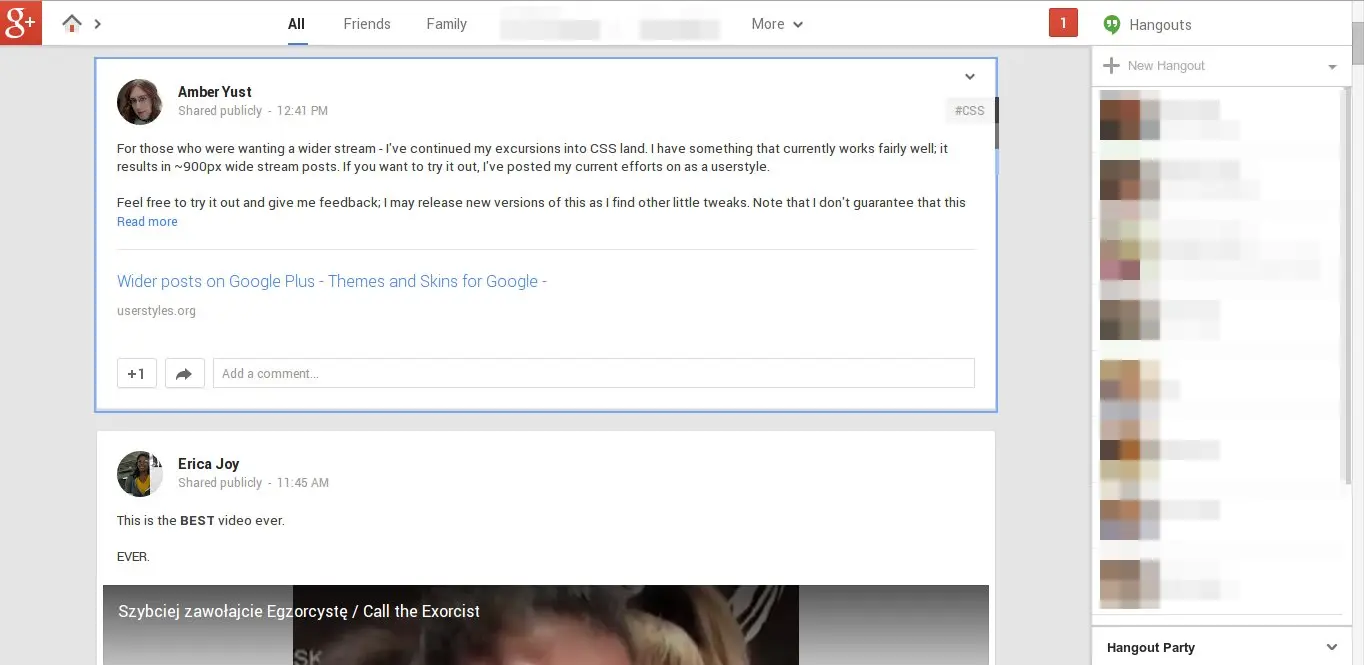 g+
All
Friends
Family
More
1
Hangouts
New Hangout
Amber Yust
Shared publicly - 12:41 PM
#CSS
For those who were wanting a wider stream - I've continued my excursions into CSS land. I have something that currently works fairly well; it
results in ~900px wide stream posts. If you want to try it out, I've posted my current efforts on as a userstyle.
Feel free to try it out and give me feedback; I may release new versions of this as I find other little tweaks. Note that I don't guarantee that this
Read more
Wider posts on Google Plus - Themes and Skins for Google -
userstyles.org
+1
Add a comment...
Erica Joy
Shared publicly - 11:45 AM
This is the BEST video ever.
EVER.
Szybciej zawołajcie Egzorcystę / Call the Exorcist
SK
Hangout Party